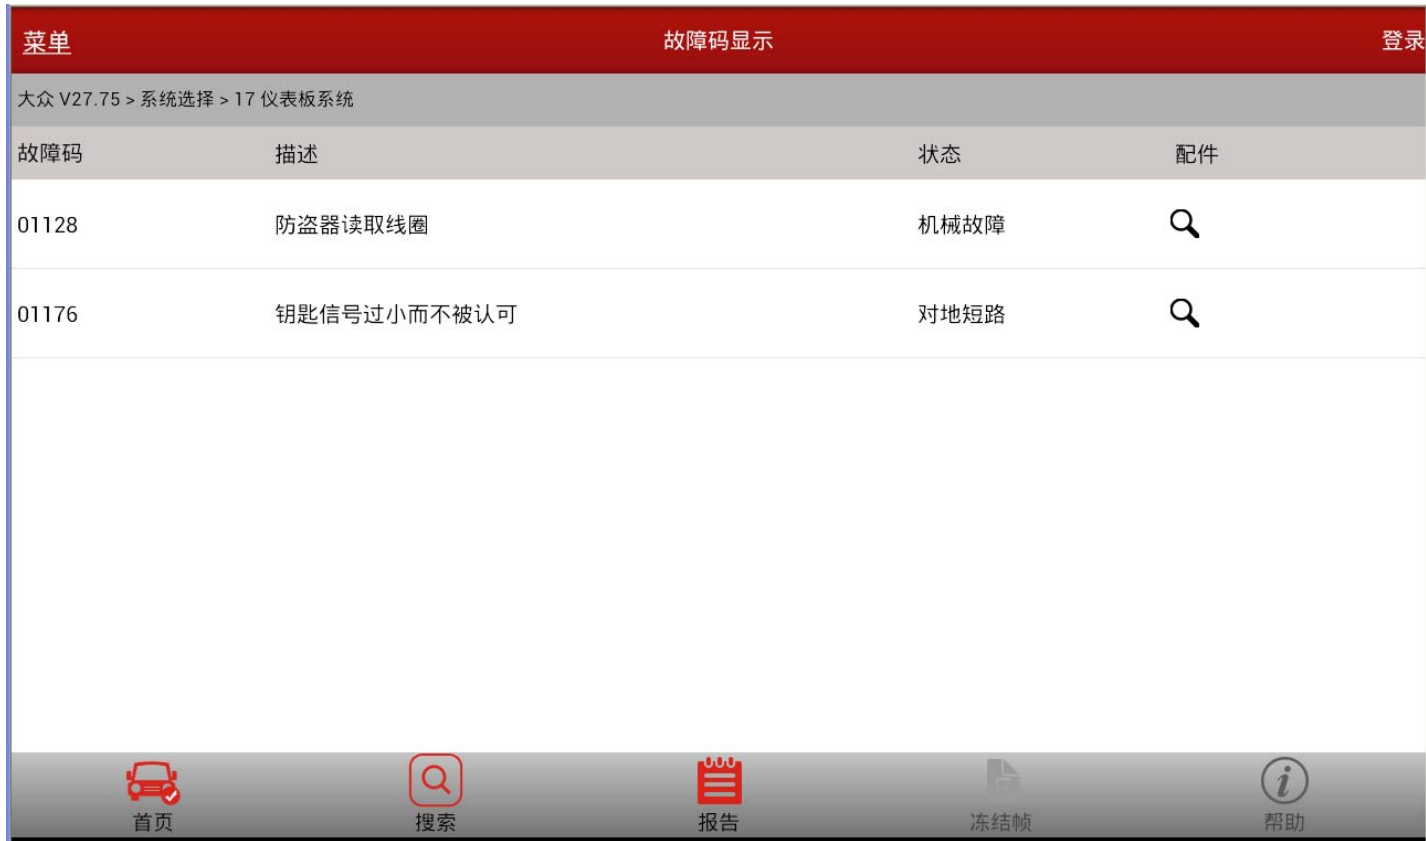 菜单 故障码显示 登录
大众 V27.75 > 系统选择 > 17 仪表板系统
故障码 描述 状态 配件
01128 防盗器读取线圈 机械故障
01176 钥匙信号过小而不被认可 对地短路
首页 搜索 报告 冻结帧 帮助